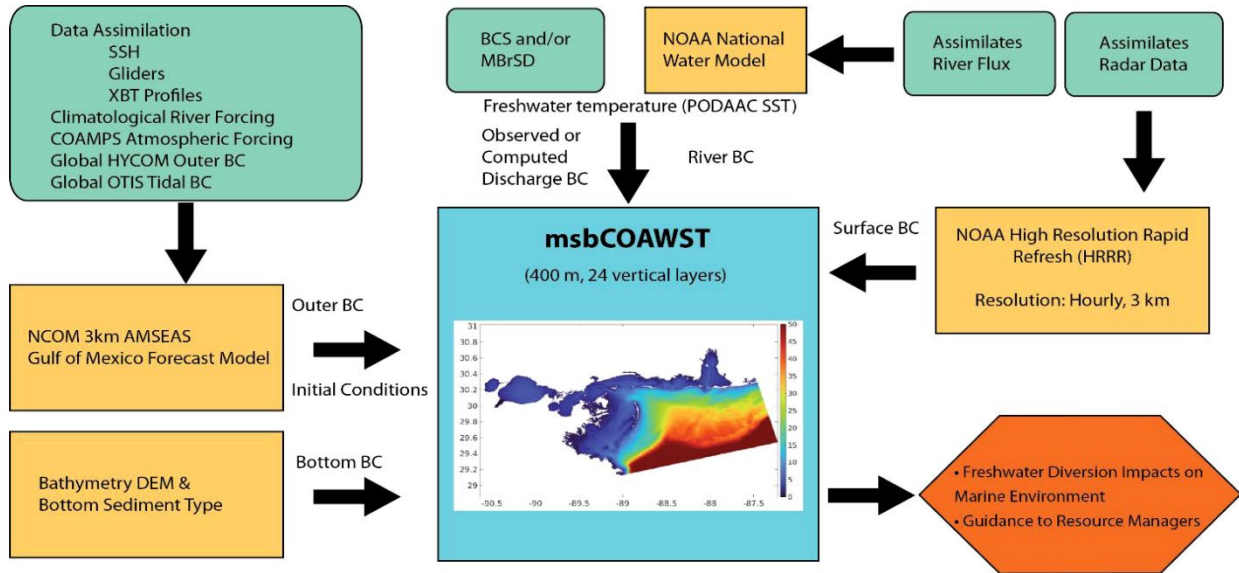 Data Assimilation
SSH
Gliders
XBT Profiles
Climatological River Forcing
COAMPS Atmospheric Forcing
Global HYCOM Outer BC
Global OTIS Tidal BC
BCS and/or
MBrSD
NOAA National
Water Model
Assimilates
River Flux
Assimilates
Radar Data
Freshwater temperature (PODAAC SST)
Observed or
Computed
Discharge BC
River BC
NCOM 3km AMSEAS
Gulf of Mexico Forecast Model
Outer BC
Initial Conditions
Bathymetry DEM &
Bottom Sediment Type
Bottom BC
msbCOAWST
(400 m, 24 vertical layers)
31
30.8
30.6
30.4
30.2
30
29.8
29.6
29.4
29.2
29
-90.5
-90
-89.5
-89
-88.5
-88
-87.5
50
45
40
35
30
25
20
15
10
5
0
Surface BC
NOAA High Resolution Rapid
Refresh (HRRR)
Resolution: Hourly, 3 km
• Freshwater Diversion Impacts on
Marine Environment
• Guidance to Resource Managers